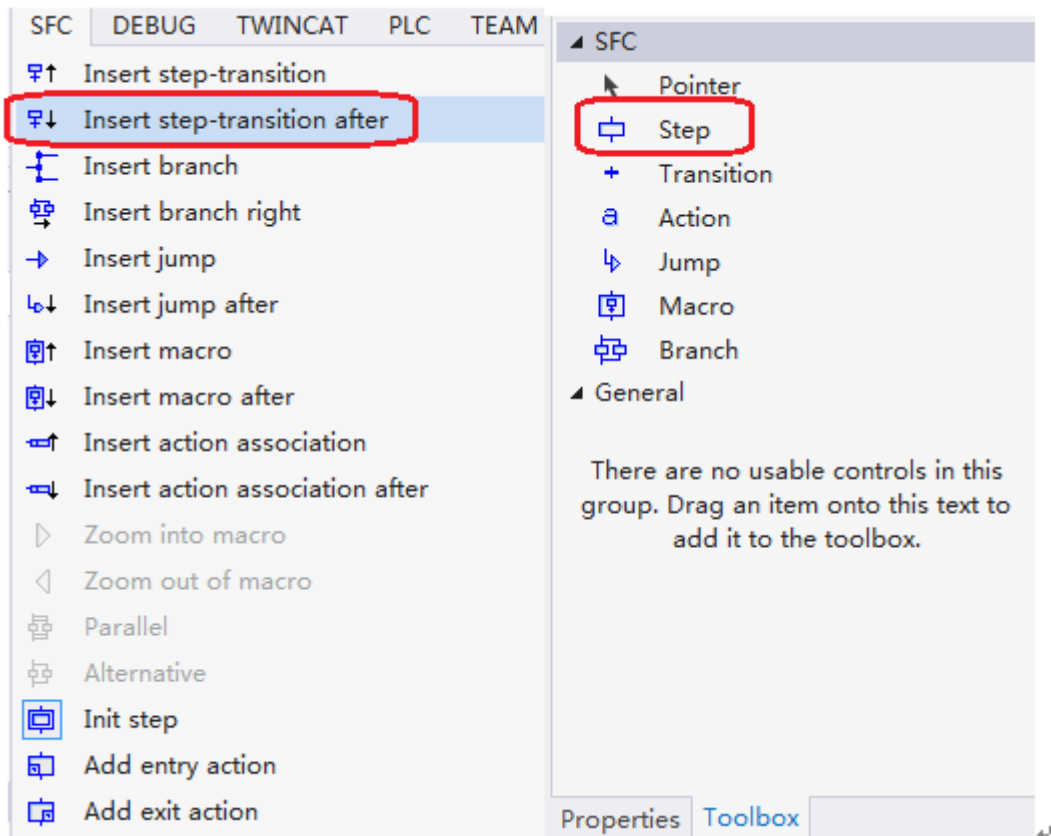 SFC DEBUG TWINCAT PLC TEAM
Insert step-transition
Insert step-transition after
Insert branch
Insert branch right
Insert jump
Insert jump after
Insert macro
Insert macro after
Insert action association
Insert action association after
Zoom into macro
Zoom out of macro
Parallel
Alternative
Init step
Add entry action
Add exit action
SFC
Pointer
Step
Transition
Action
Jump
Macro
Branch
General
There are no usable controls in this
group. Drag an item onto this text to
add it to the toolbox.
Properties Toolbox